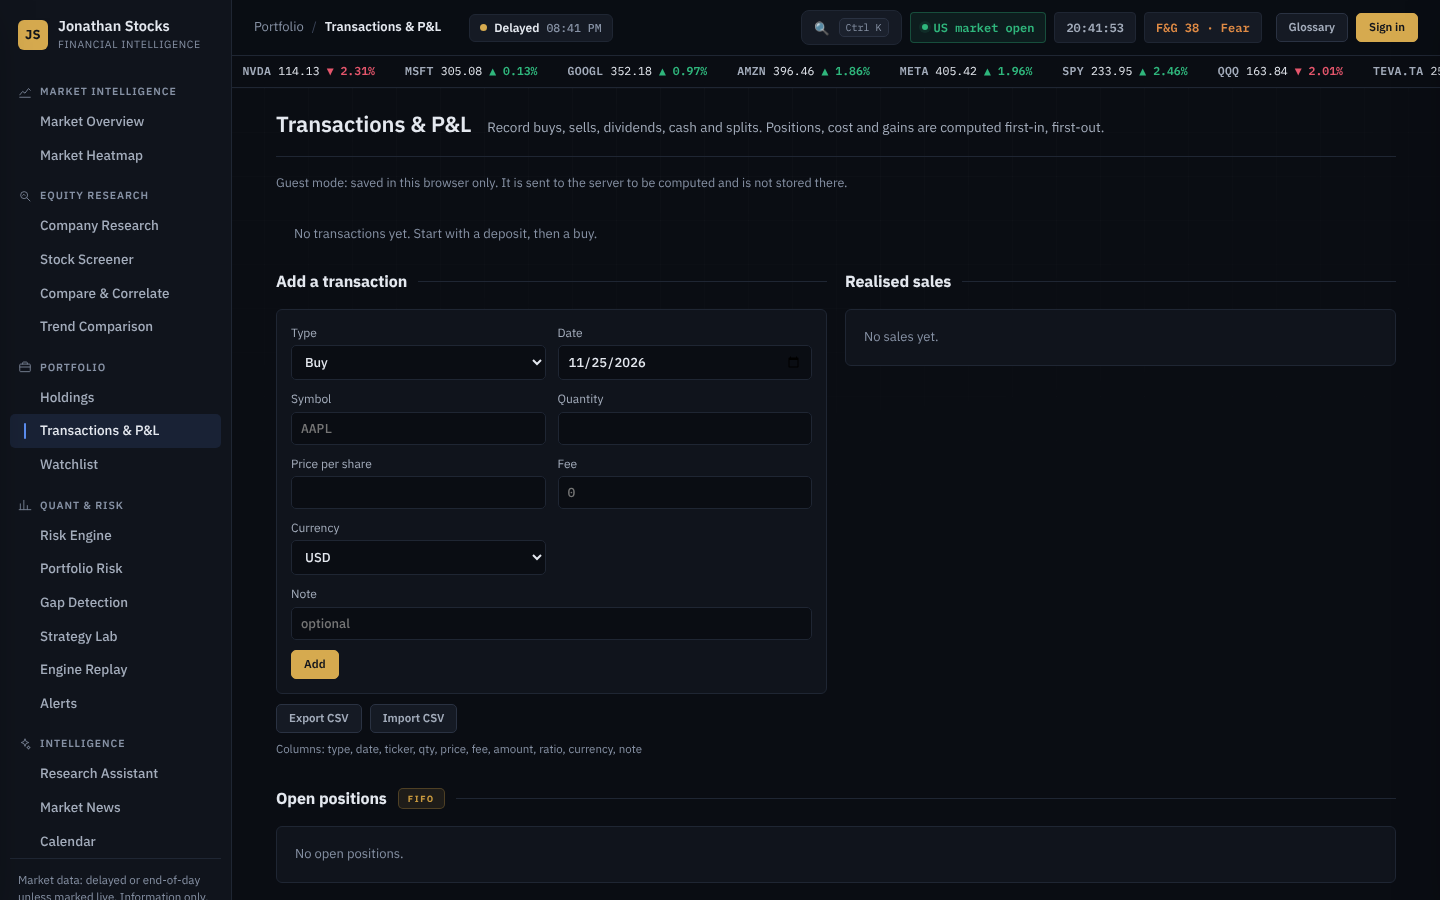 JS
Jonathan Stocks
FINANCIAL INTELLIGENCE
MARKET INTELLIGENCE
Market Overview
Market Heatmap
EQUITY RESEARCH
Company Research
Stock Screener
Compare & Correlate
Trend Comparison
PORTFOLIO
Holdings
Transactions & P&L
Watchlist
QUANT & RISK
Risk Engine
Portfolio Risk
Gap Detection
Strategy Lab
Engine Replay
Alerts
INTELLIGENCE
Research Assistant
Market News
Calendar
Market data: delayed or end-of-day
unless marked live. Information only.
Portfolio / Transactions & P&L
Delayed 08:41 PM
Ctrl K
US market open
20:41:53
F&G 38 · Fear
Glossary
Sign in
NVDA 114.13 ▼ 2.31% MSFT 305.08 ▲ 0.13% GOOGL 352.18 ▲ 0.97% AMZN 396.46 ▲ 1.86% META 405.42 ▲ 1.96% SPY 233.95 ▲ 2.46% QQQ 163.84 ▼ 2.01% TEVA.TA
Transactions & P&L
Record buys, sells, dividends, cash and splits. Positions, cost and gains are computed first-in, first-out.
Guest mode: saved in this browser only. It is sent to the server to be computed and is not stored there.
No transactions yet. Start with a deposit, then a buy.
Add a transaction
Type
Date
Buy
11/25/2026
Symbol
Quantity
AAPL
Price per share
Fee
0
Currency
USD
Note
optional
Add
Export CSV
Import CSV
Columns: type, date, ticker, qty, price, fee, amount, ratio, currency, note
Realised sales
No sales yet.
Open positions
FIFO
No open positions.